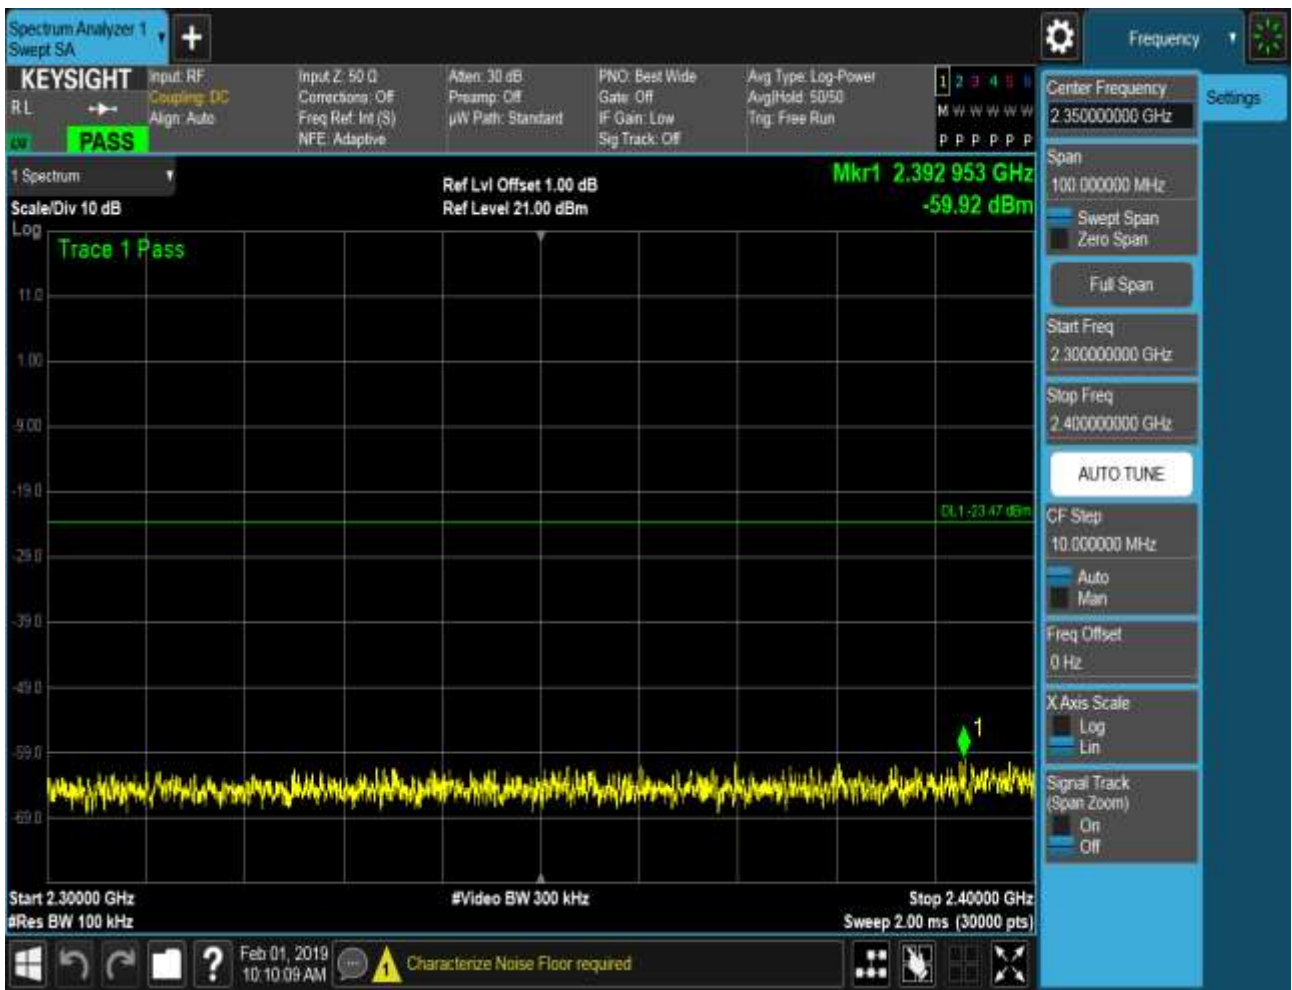 Spectrum Analyzer 1
Swept SA
+
Frequency
KEYSIGHT
R L
PASS
Input: RF
Coupling: DC
Align: Auto
Input Z: 50 Ω
Corrections: Off
Freq Ref: Int (S)
NFE: Adaptive
Atten: 30 dB
Preamp: Off
µW Path: Standard
PNO: Best Wide
Gate: Off
IF Gain: Low
Sig Track: Off
Avg Type: Log-Power
Avg|Hold: 50/50
Trig: Free Run
1 2 3 4 5 6
M W W W W W
P P P P P P
1 Spectrum
Scale/Div 10 dB
Log
Ref Lvl Offset 1.00 dB
Ref Level 21.00 dBm
Mkr1 2.392 953 GHz
-59.92 dBm
Trace 1 Pass
11.0
1.00
-9.00
-19.0
DL1 -23.47 dBm
-29.0
-39.0
-49.0
1
-59.0
-69.0
Start 2.30000 GHz
#Video BW 300 kHz
Stop 2.40000 GHz
#Res BW 100 kHz
Sweep 2.00 ms (30000 pts)
Center Frequency
2.350000000 GHz
Settings
Span
100.000000 MHz
Swept Span
Zero Span
Full Span
Start Freq
2.300000000 GHz
Stop Freq
2.400000000 GHz
AUTO TUNE
CF Step
10.000000 MHz
Auto
Man
Freq Offset
0 Hz
X Axis Scale
Log
Lin
Signal Track
(Span Zoom)
On
Off
?
Feb 01, 2019
10:10:09 AM
1
Characterize Noise Floor required